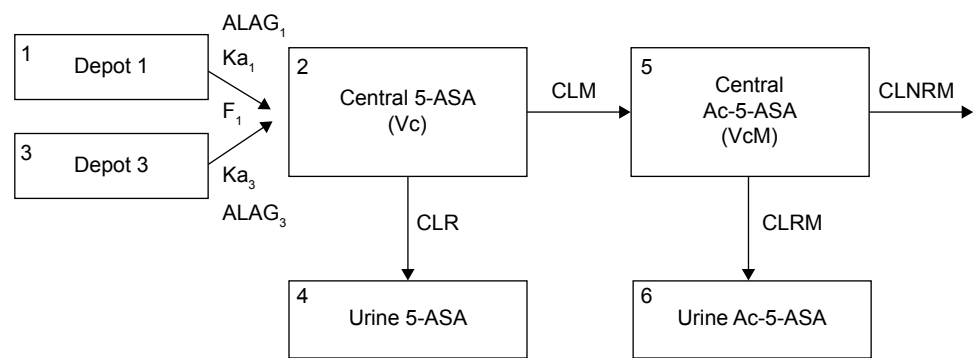 1
Depot 1
ALAG1
Ka1
F1
3
Depot 3
Ka3
ALAG3
2
Central 5-ASA
(Vc)
CLM
5
Central
Ac-5-ASA
(VcM)
CLNRM
CLR
CLRM
4
Urine 5-ASA
6
Urine Ac-5-ASA